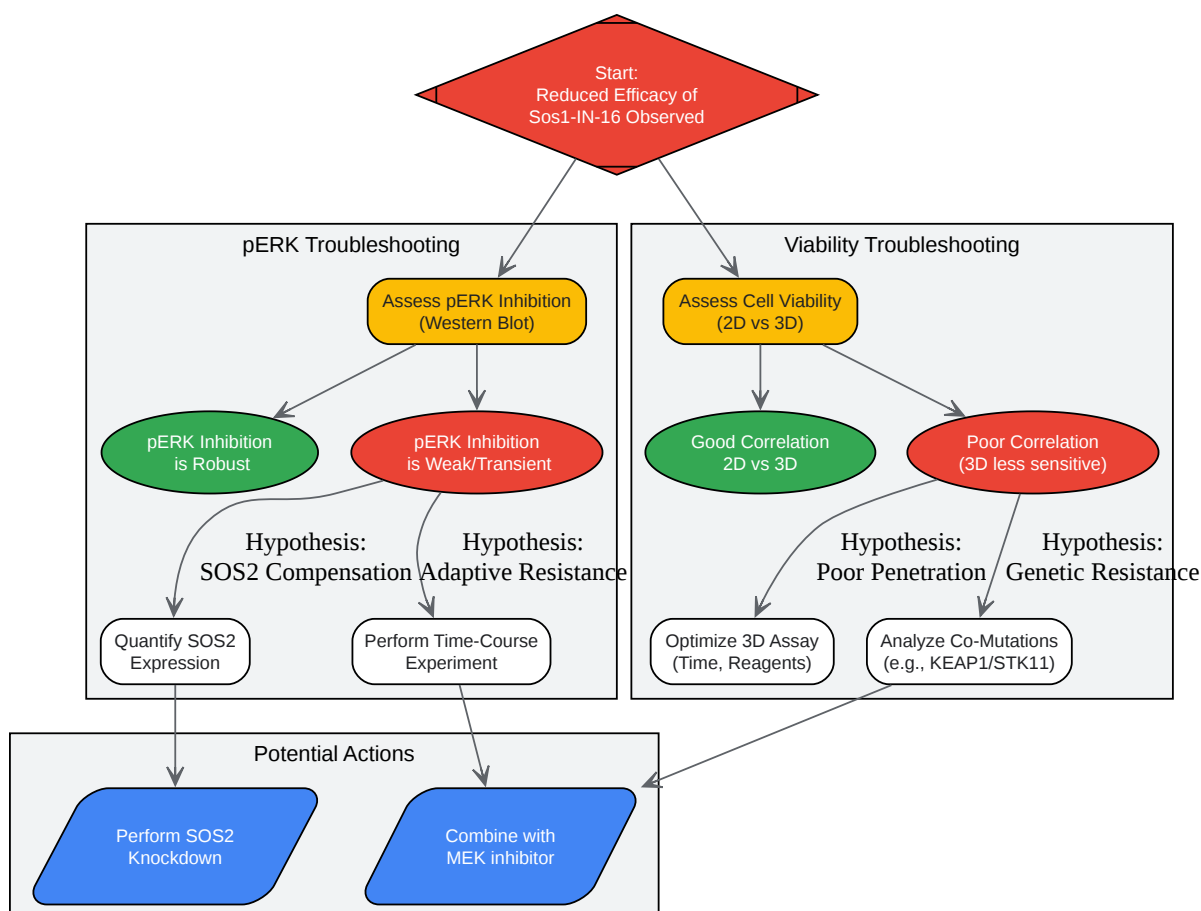 Start:
Reduced Efficacy of
Sos1-IN-16 Observed
pERK Troubleshooting
Viability Troubleshooting
Assess pERK Inhibition
(Western Blot)
Assess Cell Viability
(2D vs 3D)
pERK Inhibition
is Robust
pERK Inhibition
is Weak/Transient
Good Correlation
2D vs 3D
Poor Correlation
(3D less sensitive)
Hypothesis:
SOS2 Compensation
Hypothesis:
Adaptive Resistance
Hypothesis:
Poor Penetration
Hypothesis:
Genetic Resistance
Quantify SOS2
Expression
Perform Time-Course
Experiment
Optimize 3D Assay
(Time, Reagents)
Analyze Co-Mutations
(e.g., KEAP1/STK11)
Potential Actions
Perform SOS2
Knockdown
Combine with
MEK inhibitor